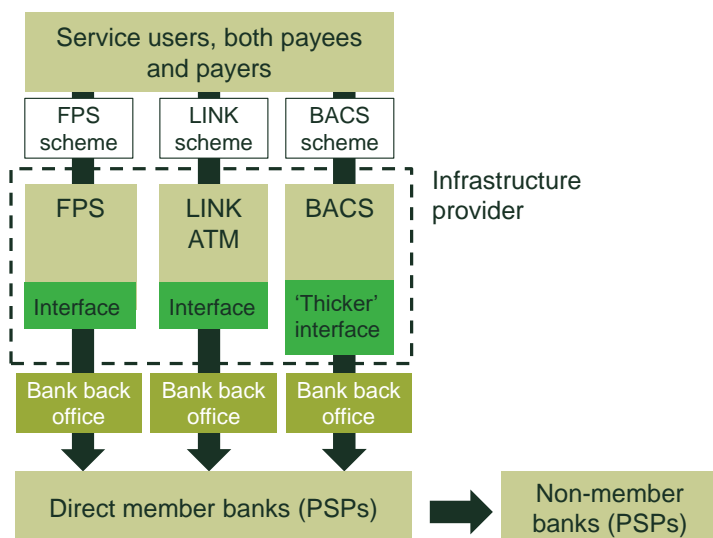 Service users, both payees
and payers
FPS
scheme
LINK
scheme
BACS
scheme
Infrastructure
provider
FPS
LINK
ATM
BACS
Interface
Interface
‘Thicker’
interface
Bank back
office
Bank back
office
Bank back
office
Direct member banks (PSPs)
Non-member
banks (PSPs)